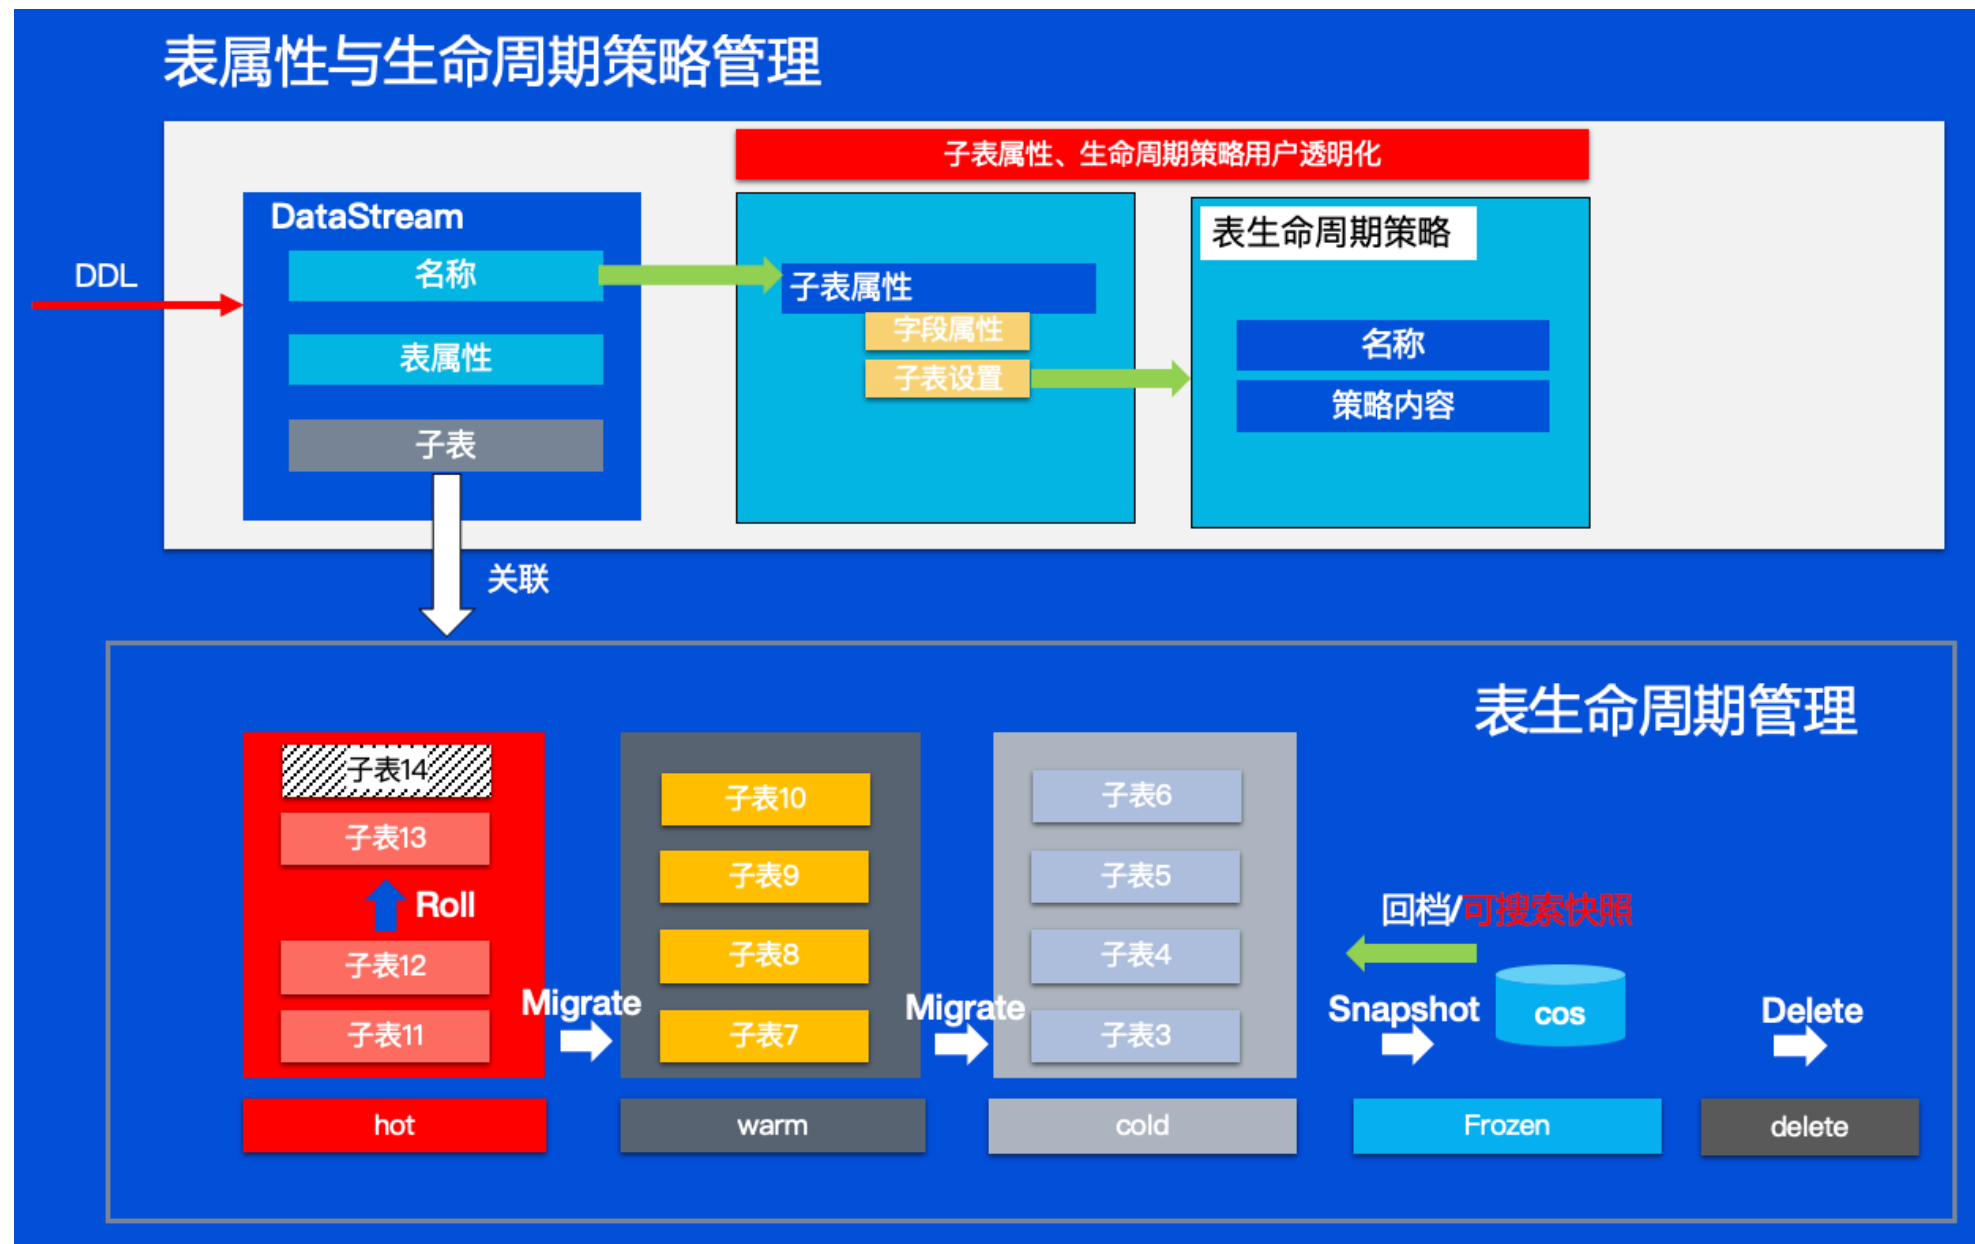 表属性与生命周期策略管理
子表属性、生命周期策略用户透明化
DDL
DataStream
名称
表属性
子表
子表属性
字段属性
子表设置
表生命周期策略
名称
策略内容
关联
表生命周期管理
子表14
子表13
Roll
子表12
子表11
hot
Migrate
子表10
子表9
子表8
子表7
warm
Migrate
子表6
子表5
子表4
子表3
cold
回档/可搜索快照
Snapshot
cos
Frozen
Delete
delete